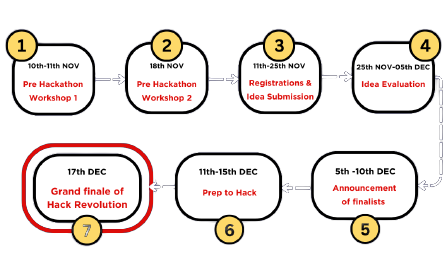 1
10th-11th NOV
Pre Hackathon
Workshop 1
2
18th NOV
Pre Hackathon
Workshop 2
3
11th-25th NOV
Registrations &
Idea Submission
4
25th NOV-05th DEC
Idea Evaluation
5th -10th DEC
Announcement
of finalists
5
11th-15th DEC
Prep to Hack
6
17th DEC
Grand finale of
Hack Revolution
7